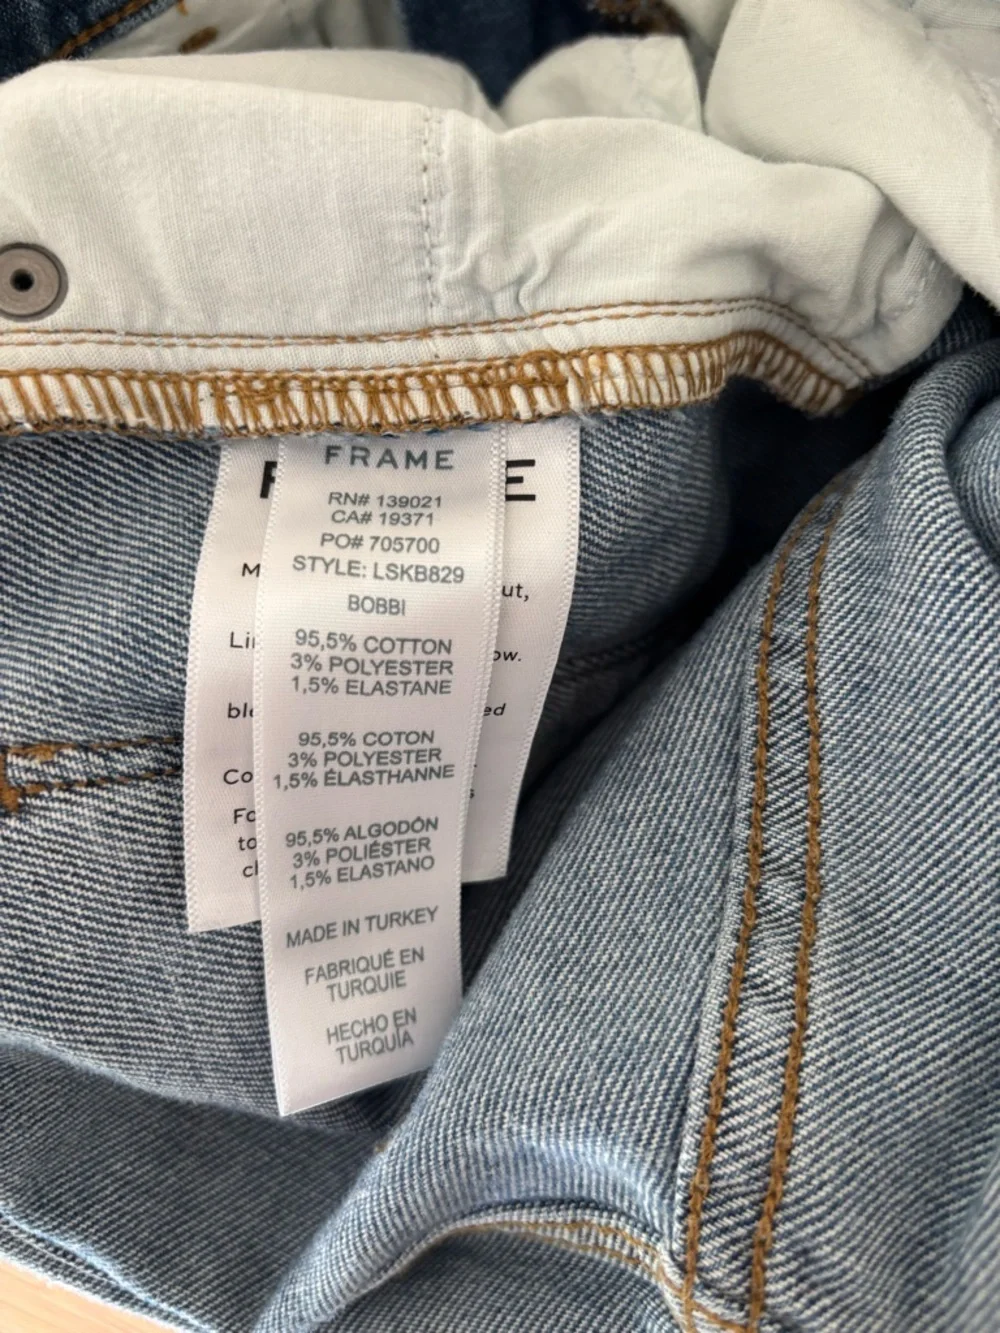 FRAME
RN# 139021
CA# 19371
PO# 705700
STYLE: LSKB829
BOBBI
95,5% COTTON
3% POLYESTER
1,5% ELASTANE
95,5% COTON
3% POLYESTER
1,5% ÉLASTHANNE
95,5% ALGODÓN
3% POLIÉSTER
1,5% ELASTANO
MADE IN TURKEY
FABRIQUÉ EN
TURQUIE
HECHO EN
TURQUÍA